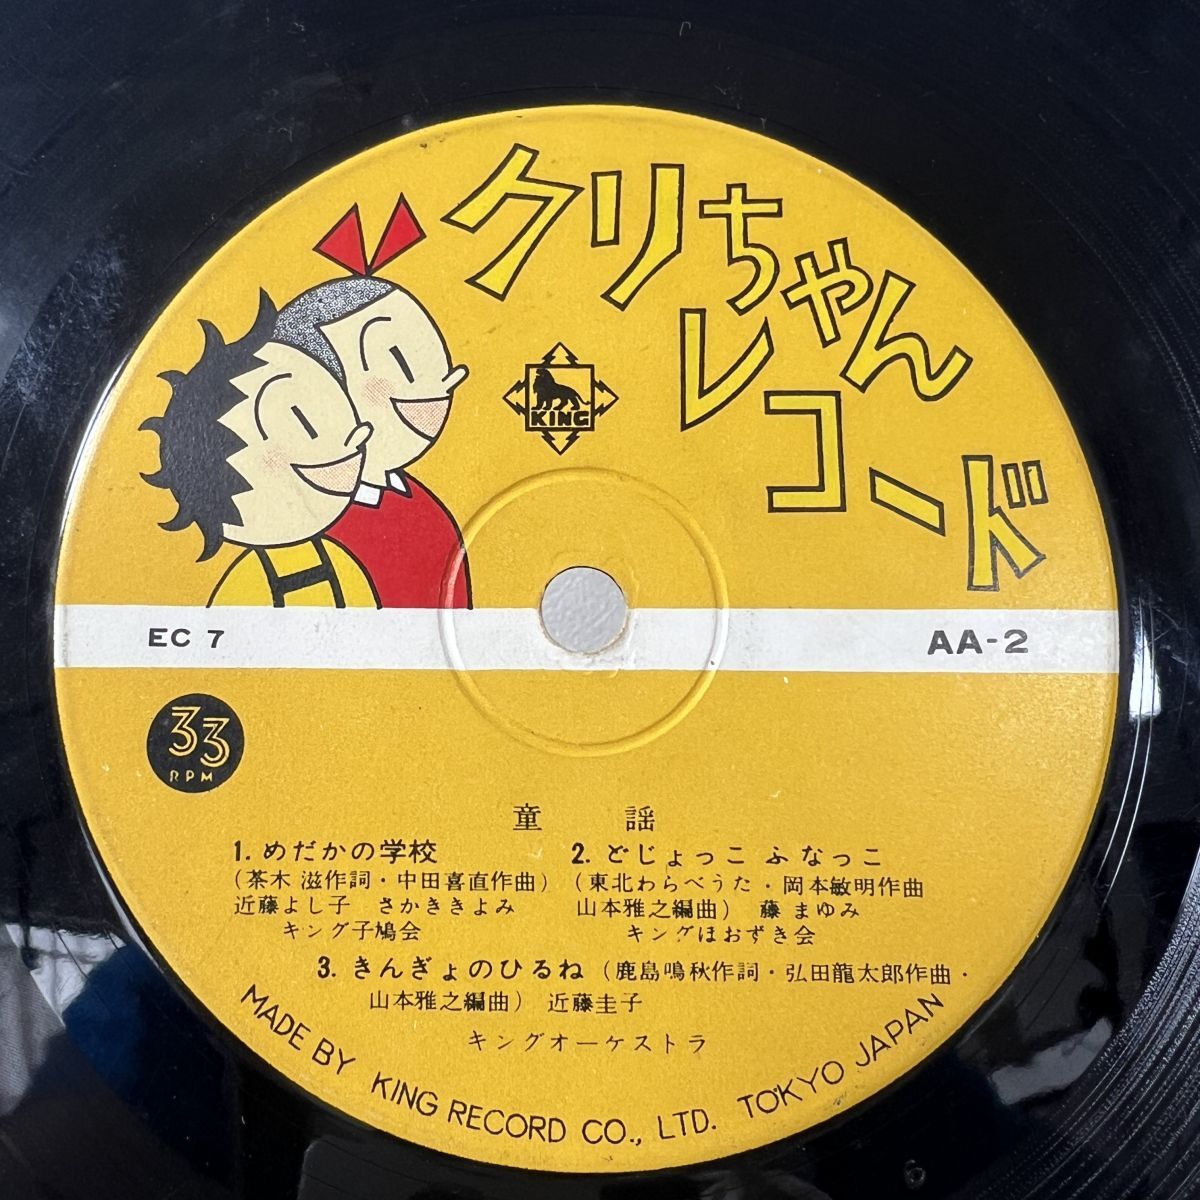 クリちゃん
レコード
KING
EC 7
AA-2
33
RPM
童謡
1. めだかの学校
(茶木 滋作詞・中田喜直作曲)
近藤よし子 さかききよみ
キング子鳩会
2. どじょっこ ふなっこ
(東北わらべうた・岡本敏明作曲
山本雅之編曲) 藤 まゆみ
キングほおずき会
3. きんぎょのひるね (鹿島鳴秋作詞・弘田龍太郎作曲・
山本雅之編曲) 近藤圭子
キングオーケストラ
MADE BY KING RECORD CO., LTD. TOKYO JAPAN